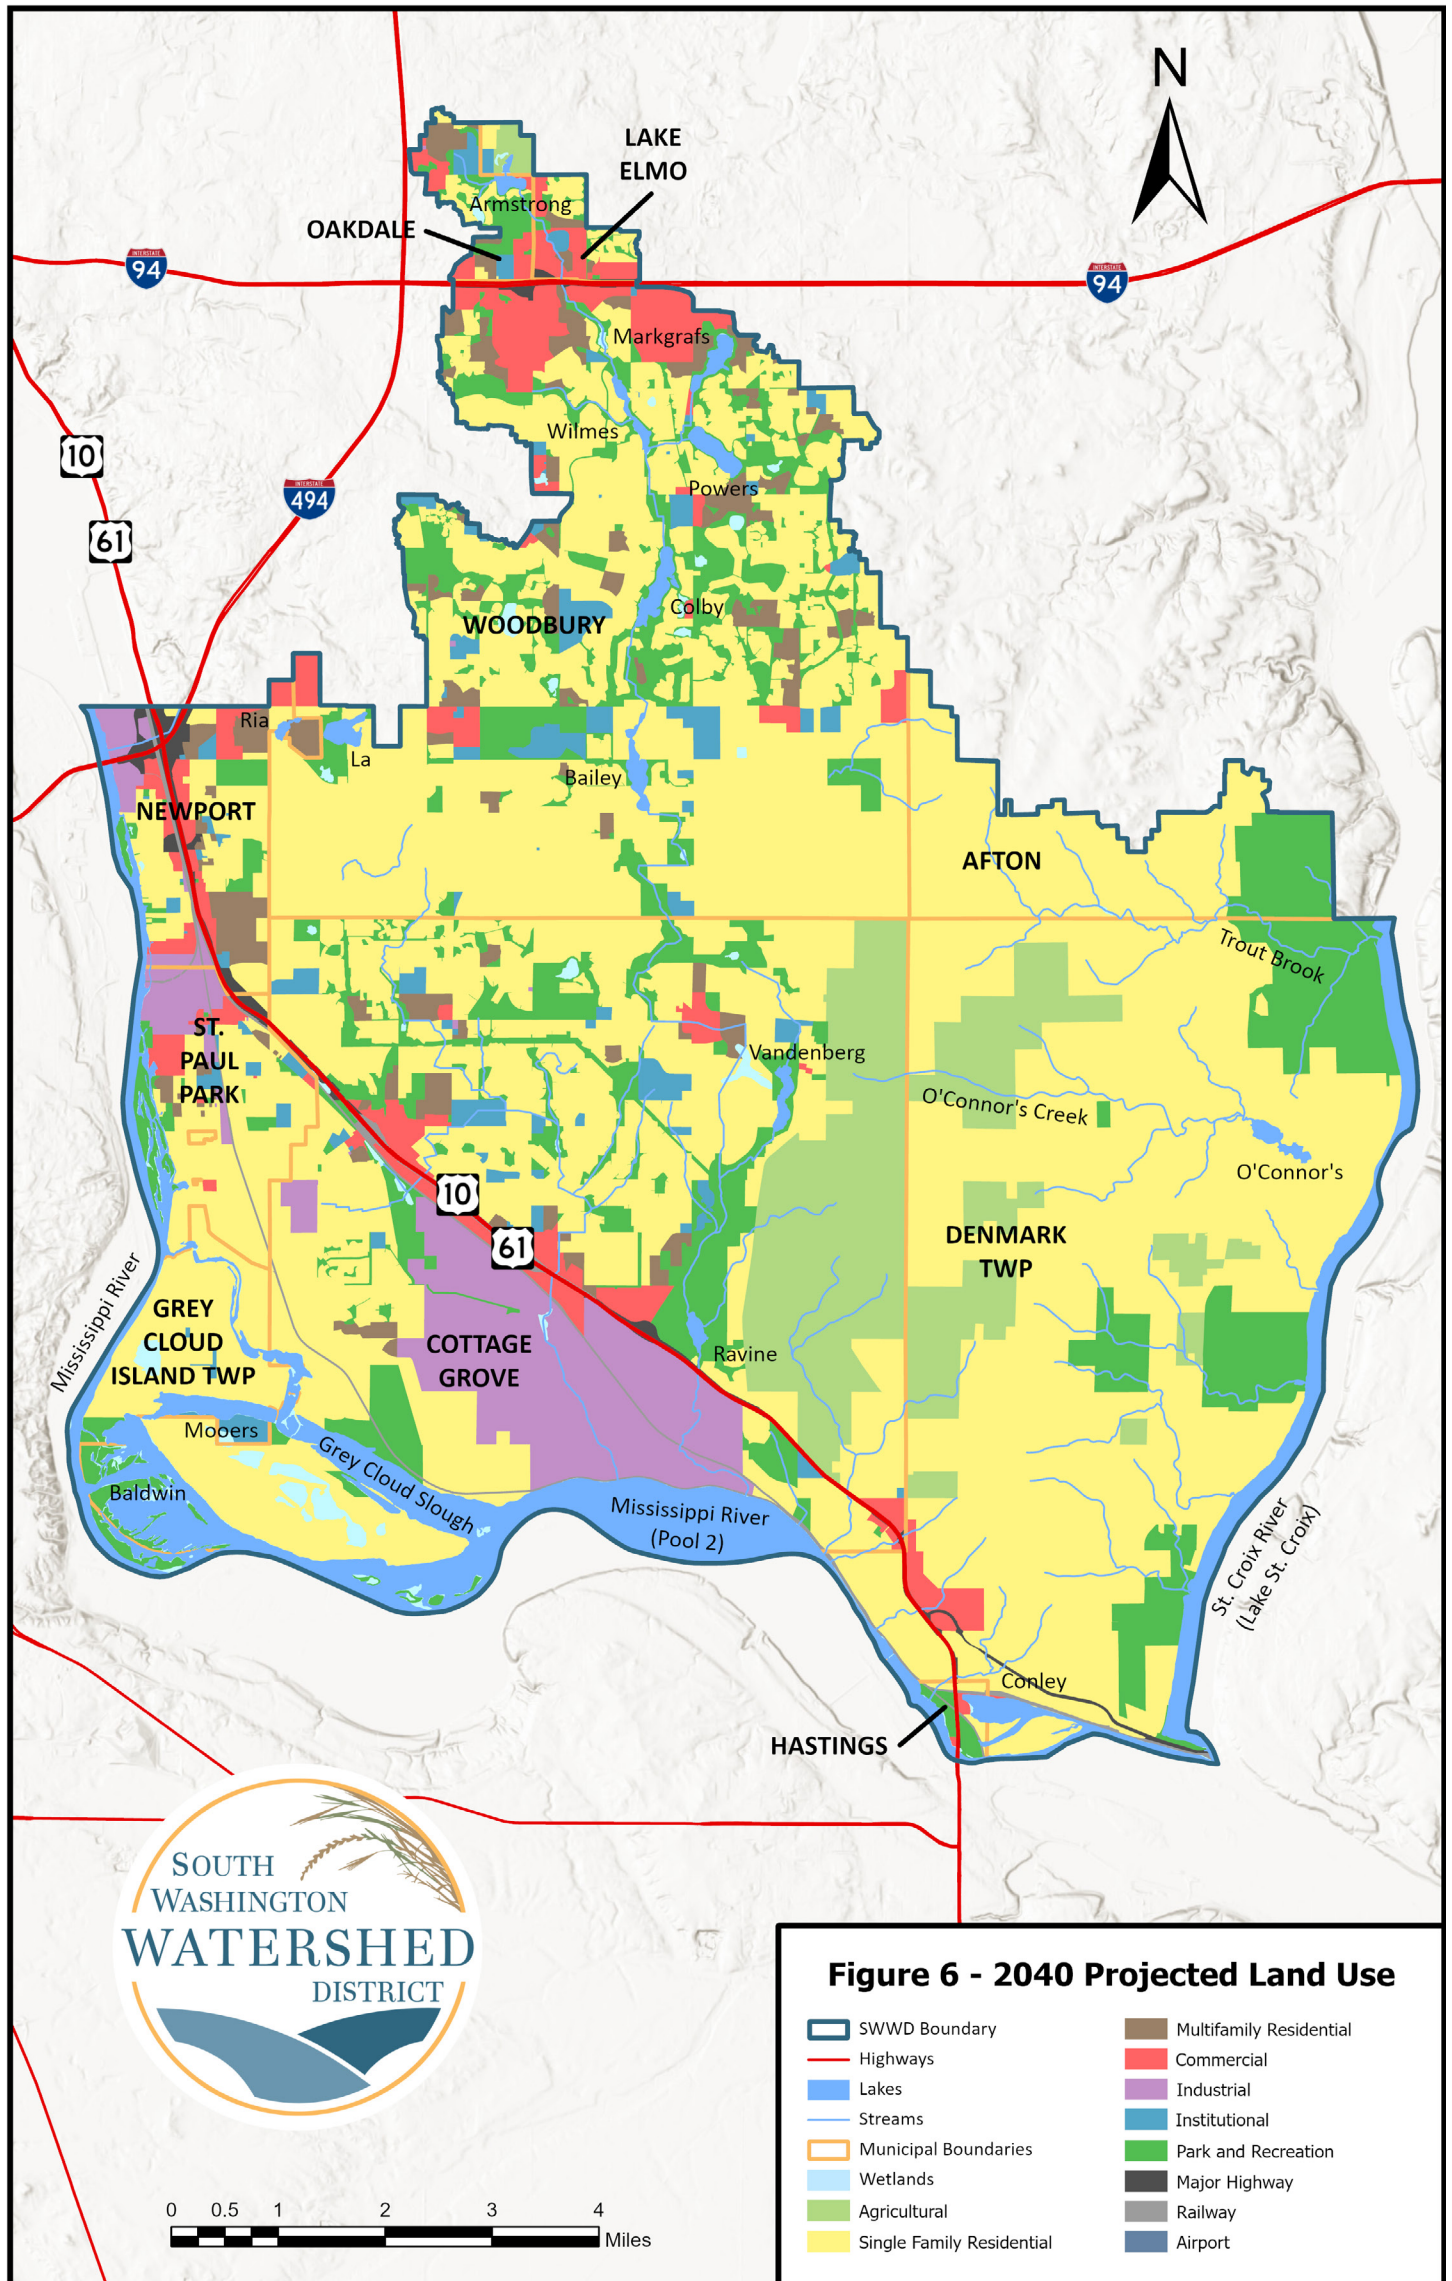 N
LAKE
ELMO
Armstrong
OAKDALE
INTERSTATE
94
INTERSTATE
94
Markgrafs
Wilmes
10
Powers
INTERSTATE
494
61
Colby
WOODBURY
Ria
La
Bailey
NEWPORT
AFTON
Trout Brook
ST.
PAUL
PARK
Vandenberg
O'Connor's Creek
O'Connor's
10
61
DENMARK
TWP
Mississippi River
GREY
CLOUD
ISLAND TWP
COTTAGE
GROVE
Ravine
Mooers
Grey Cloud Slough
Baldwin
Mississippi River
(Pool 2)
St. Croix River
(Lake St. Croix)
Conley
HASTINGS
SOUTH
WASHINGTON
WATERSHED
DISTRICT
Figure 6 - 2040 Projected Land Use
SWWD Boundary
Highways
Lakes
Streams
Municipal Boundaries
Wetlands
Agricultural
Single Family Residential
Multifamily Residential
Commercial
Industrial
Institutional
Park and Recreation
Major Highway
Railway
Airport
0 0.5 1 2 3 4
Miles